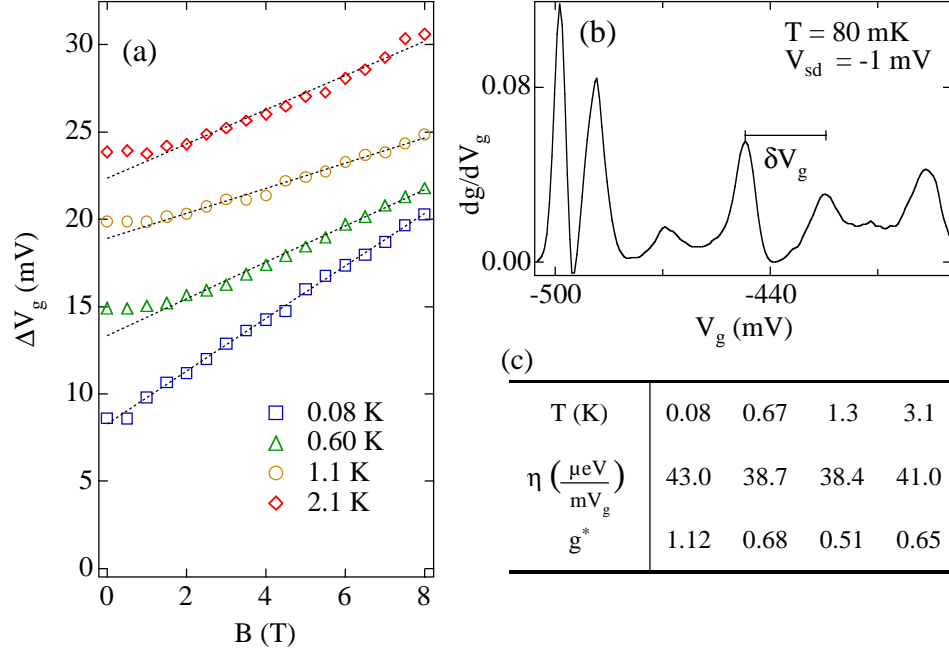 (a)
30
25
20
15
10
5
0
ΔV_g (mV)
0 2 4 6 8
B (T)
0.08 K
0.60 K
1.1 K
2.1 K
(b)
T = 80 mK
V_sd = -1 mV
δV_g
0.08
0.00
dg/dV_g
-500 -440
V_g (mV)
(c)
T (K) 0.08 0.67 1.3 3.1
η (μeV/mV_g) 43.0 38.7 38.4 41.0
g* 1.12 0.68 0.51 0.65